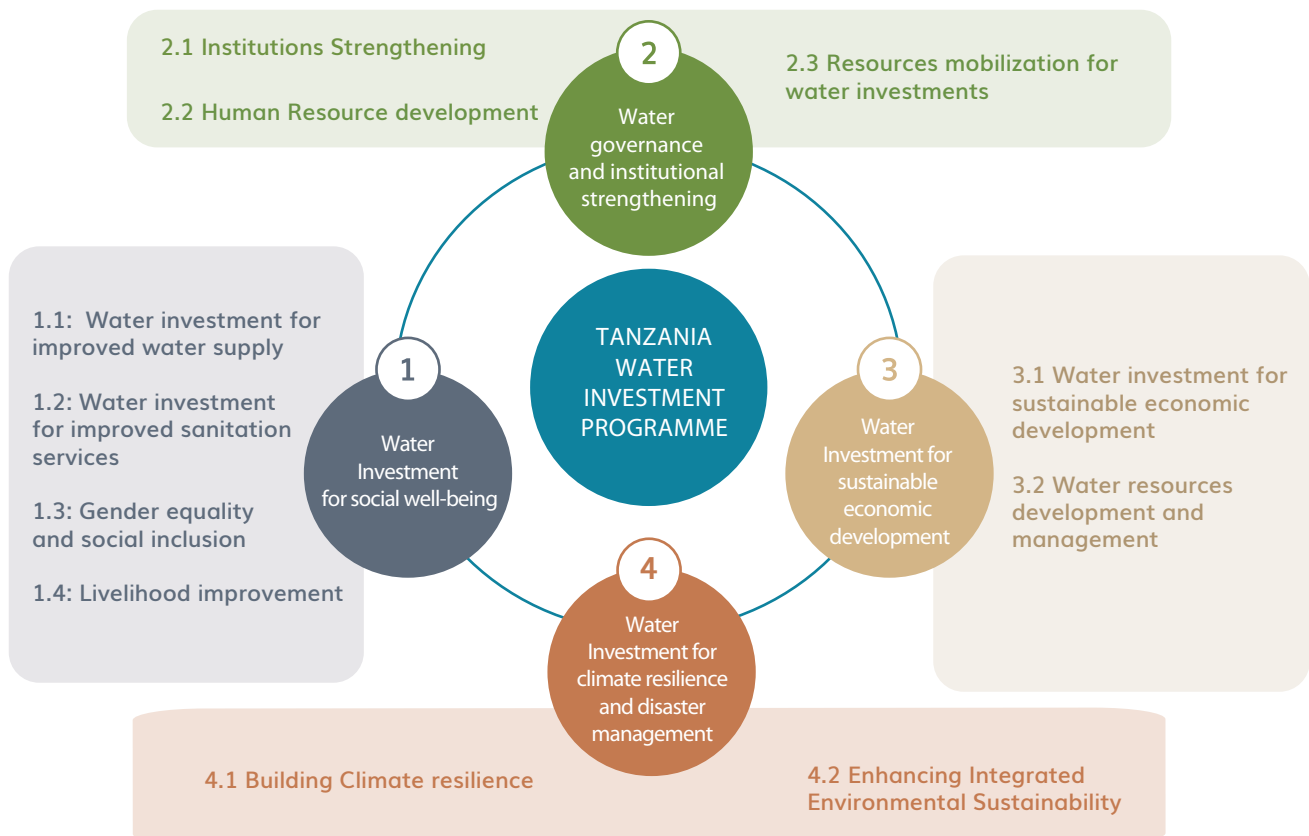 2.1 Institutions Strengthening
2.2 Human Resource development
2
Water
governance
and institutional
strengthening
2.3 Resources mobilization for
water investments
1.1: Water investment for
improved water supply
1.2: Water investment
for improved sanitation
services
1.3: Gender equality
and social inclusion
1.4: Livelihood improvement
1
Water
Investment
for social well-being
TANZANIA
WATER
INVESTMENT
PROGRAMME
3
Water
Investment for
sustainable
economic
development
3.1 Water investment for
sustainable economic
development
3.2 Water resources
development and
management
4
Water
Investment for
climate resilience
and disaster
management
4.1 Building Climate resilience
4.2 Enhancing Integrated
Environmental Sustainability